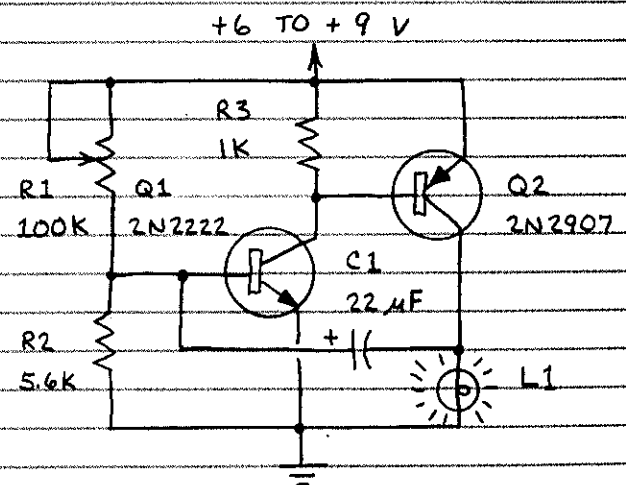 +6 TO +9 V
R3
1K
R1
100K
Q1
2N2222
Q2
2N2907
C1
22 µF
+
R2
5.6K
L1